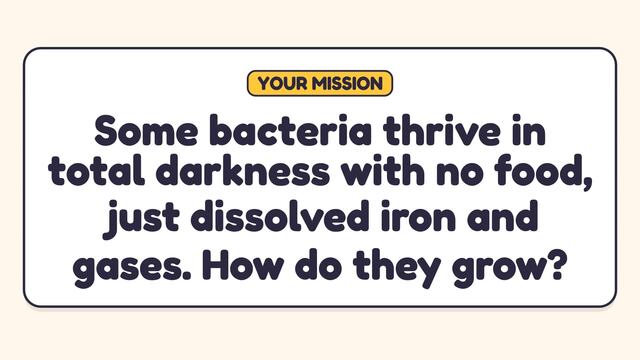 YOUR MISSION
Some bacteria thrive in
total darkness with no food,
just dissolved iron and
gases. How do they grow?